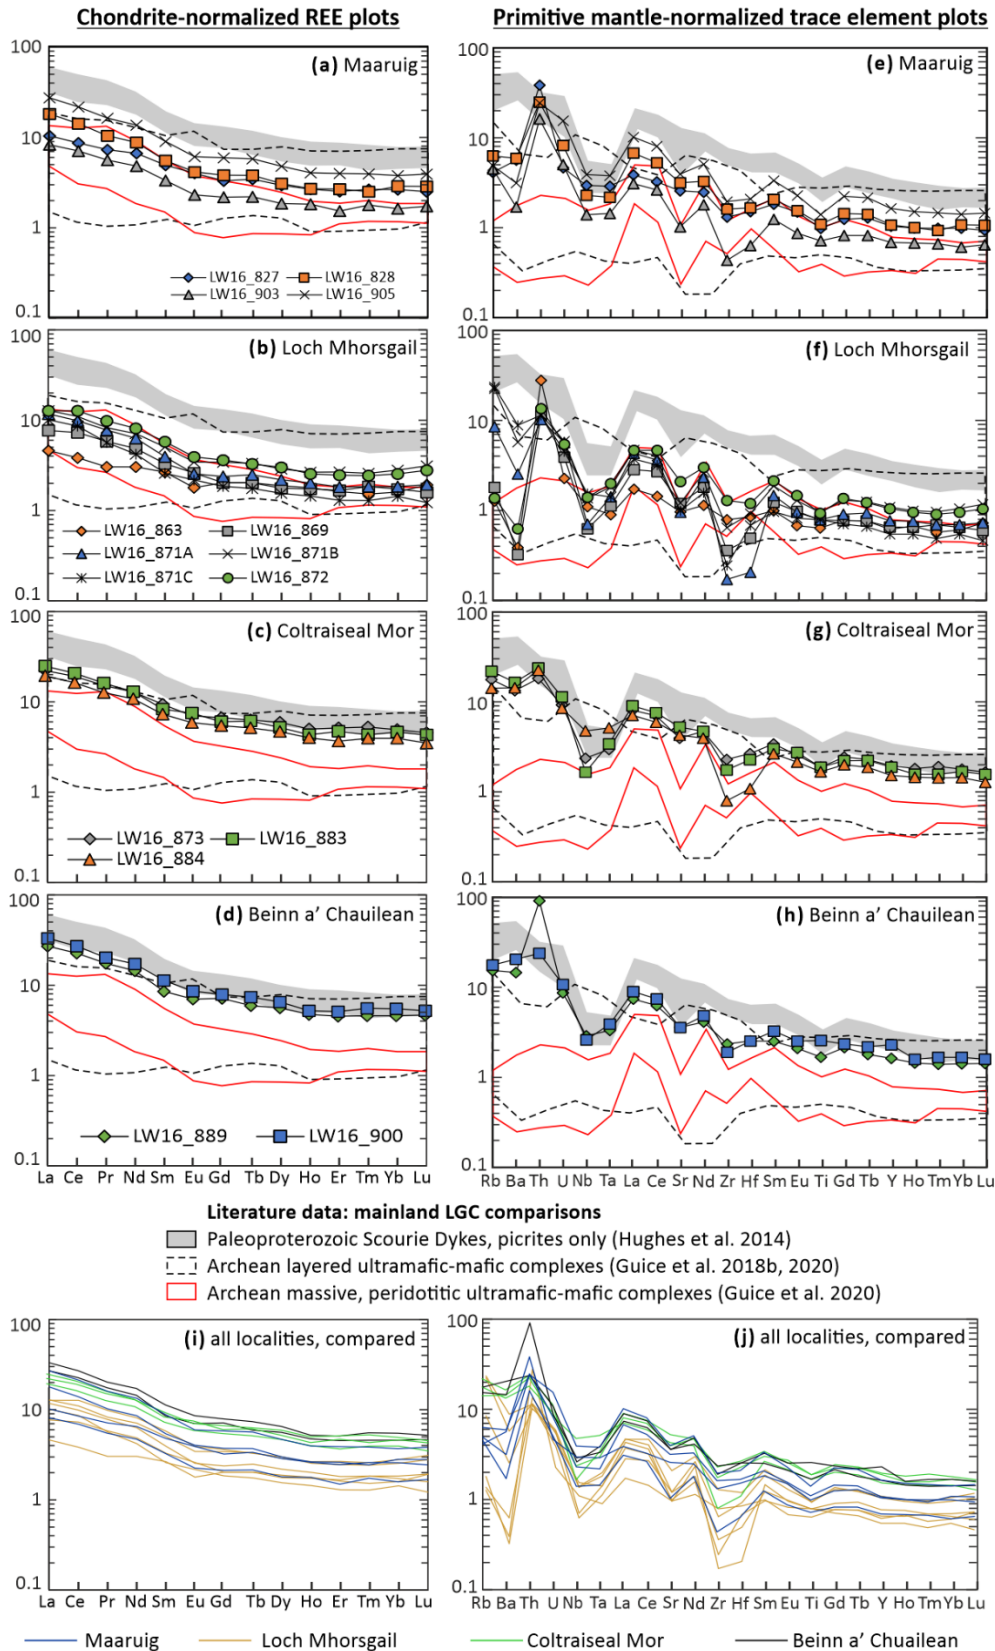 Chondrite-normalized REE plots
Primitive mantle-normalized trace element plots
100
10
1
0.1
(a) Maaruig
LW16_827 LW16_828
LW16_903 LW16_905
100
10
1
0.1
(e) Maaruig
100
10
1
0.1
(b) Loch Mhorsgail
LW16_863 LW16_869
LW16_871A LW16_871B
LW16_871C LW16_872
100
10
1
0.1
(f) Loch Mhorsgail
100
10
1
0.1
(c) Coltraiseal Mor
LW16_873 LW16_883
LW16_884
100
10
1
0.1
(g) Coltraiseal Mor
100
10
1
0.1
(d) Beinn a' Chauilean
LW16_889 LW16_900
La Ce Pr Nd Sm Eu Gd Tb Dy Ho Er Tm Yb Lu
100
10
1
0.1
(h) Beinn a' Chauilean
Rb Ba Th U Nb Ta La Ce Sr Nd Zr Hf Sm Eu Ti Gd Tb Y Ho Tm Yb Lu
Literature data: mainland LGC comparisons
Paleoproterozoic Scourie Dykes, picrites only (Hughes et al. 2014)
Archean layered ultramafic-mafic complexes (Guice et al. 2018b, 2020)
Archean massive, peridotitic ultramafic-mafic complexes (Guice et al. 2020)
100
10
1
0.1
(i) all localities, compared
La Ce Pr Nd Sm Eu Gd Tb Dy Ho Er Tm Yb Lu
100
10
1
0.1
(j) all localities, compared
Rb Ba Th U Nb Ta La Ce Sr Nd Zr Hf Sm Eu Ti Gd Tb Y Ho Tm Yb Lu
Maaruig Loch Mhorsgail Coltraiseal Mor Beinn a' Chauilean